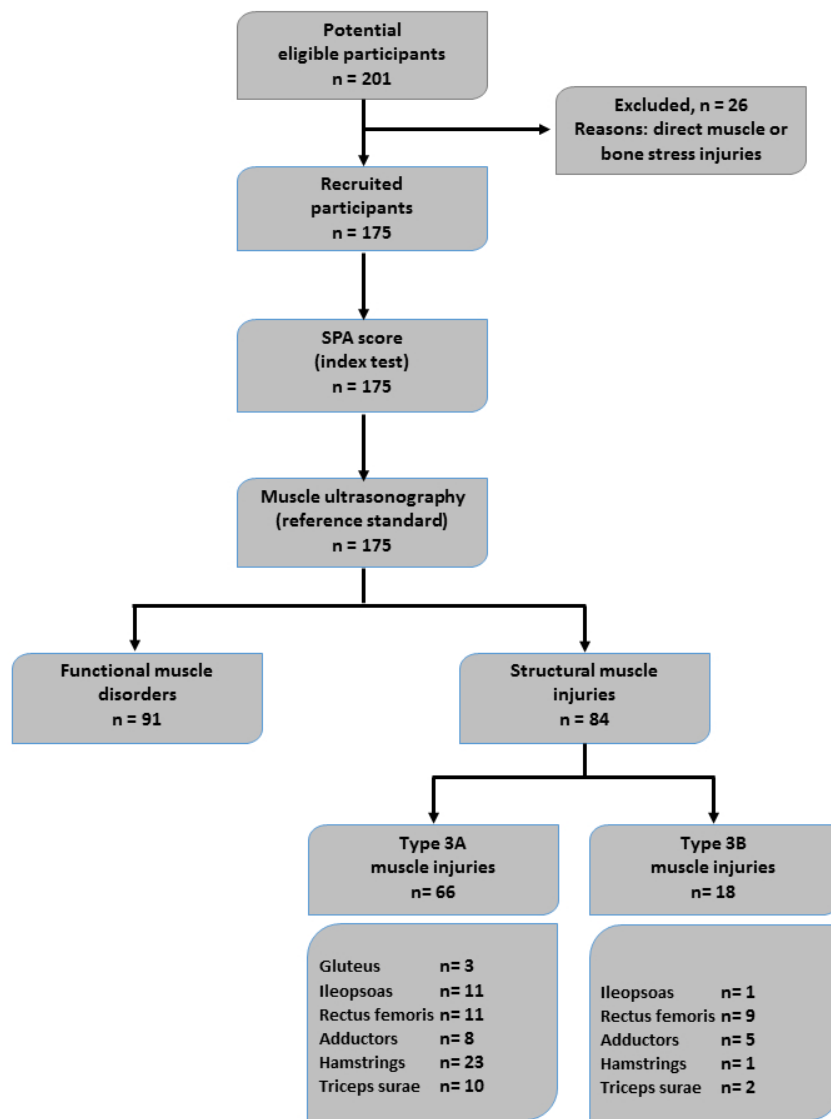 Potential
eligible participants
n = 201
Excluded, n = 26
Reasons: direct muscle or
bone stress injuries
Recruited
participants
n = 175
SPA score
(index test)
n = 175
Muscle ultrasonography
(reference standard)
n = 175
Functional muscle
disorders
n = 91
Structural muscle
injuries
n = 84
Type 3A
muscle injuries
n= 66
Type 3B
muscle injuries
n= 18
Gluteus n= 3
Ileopsoas n= 11
Rectus femoris n= 11
Adductors n= 8
Hamstrings n= 23
Triceps surae n= 10
Ileopsoas n= 1
Rectus femoris n= 9
Adductors n= 5
Hamstrings n= 1
Triceps surae n= 2